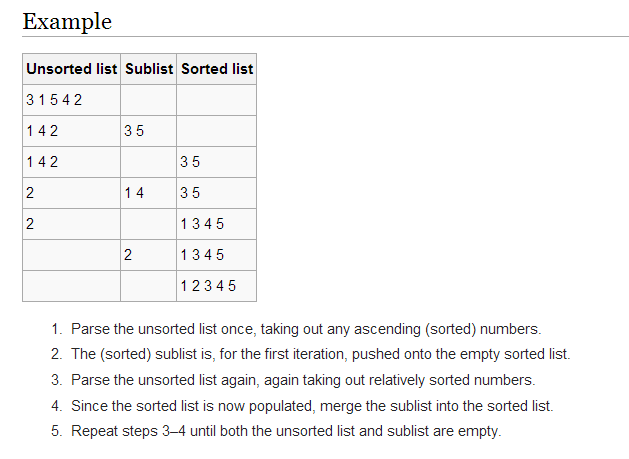 Example
Unsorted list Sublist Sorted list
3 1 5 4 2
1 4 2 3 5
1 4 2 3 5
2 1 4 3 5
2 1 3 4 5
2 1 3 4 5
1 2 3 4 5
1. Parse the unsorted list once, taking out any ascending (sorted) numbers.
2. The (sorted) sublist is, for the first iteration, pushed onto the empty sorted list.
3. Parse the unsorted list again, again taking out relatively sorted numbers.
4. Since the sorted list is now populated, merge the sublist into the sorted list.
5. Repeat steps 3–4 until both the unsorted list and sublist are empty.